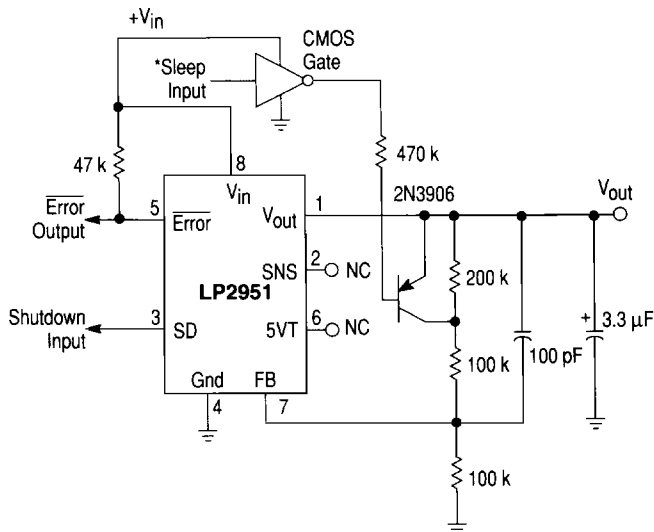 +Vin
CMOS
Gate
*Sleep
Input
47 k
470 k
8
Vin
2N3906
Vout
Error
Output
5
Error
Vout
1
200 k
SNS
2
NC
LP2951
Shutdown
Input
3
SD
5VT
6
NC
100 k
100 pF
+
3.3 µF
Gnd
FB
4
7
100 k